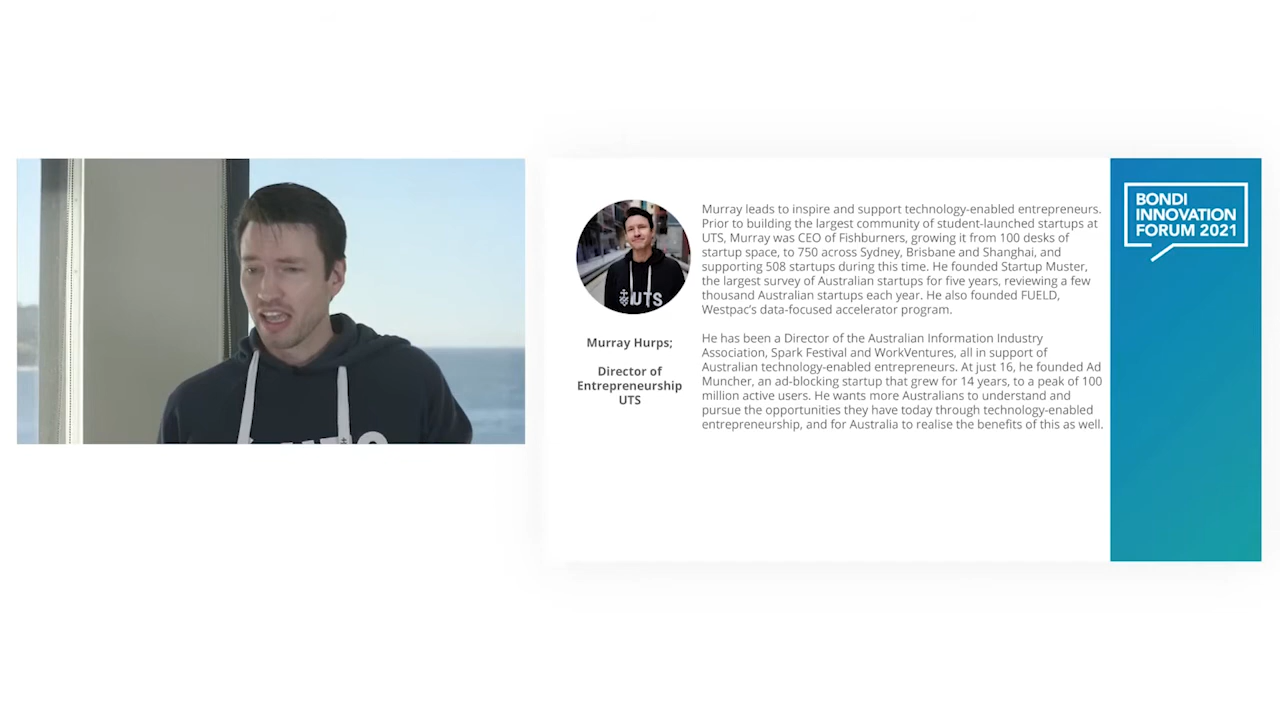 Murray leads to inspire and support technology-enabled entrepreneurs.
Prior to building the largest community of student-launched startups at
UTS, Murray was CEO of Fishburners, growing it from 100 desks of
startup space, to 750 across Sydney, Brisbane and Shanghai, and
supporting 508 startups during this time. He founded Startup Muster,
the largest survey of Australian startups for five years, reviewing a few
thousand Australian startups each year. He also founded FUELD,
Westpac’s data-focused accelerator program.
He has been a Director of the Australian Information Industry
Association, Spark Festival and WorkVentures, all in support of
Australian technology-enabled entrepreneurs. At just 16, he founded Ad
Muncher, an ad-blocking startup that grew for 14 years, to a peak of 100
million active users. He wants more Australians to understand and
pursue the opportunities they have today through technology-enabled
entrepreneurship, and for Australia to realise the benefits of this as well.
UTS
Murray Hurps;
Director of
Entrepreneurship
UTS
BONDI
INNOVATION
FORUM 2021
UTS